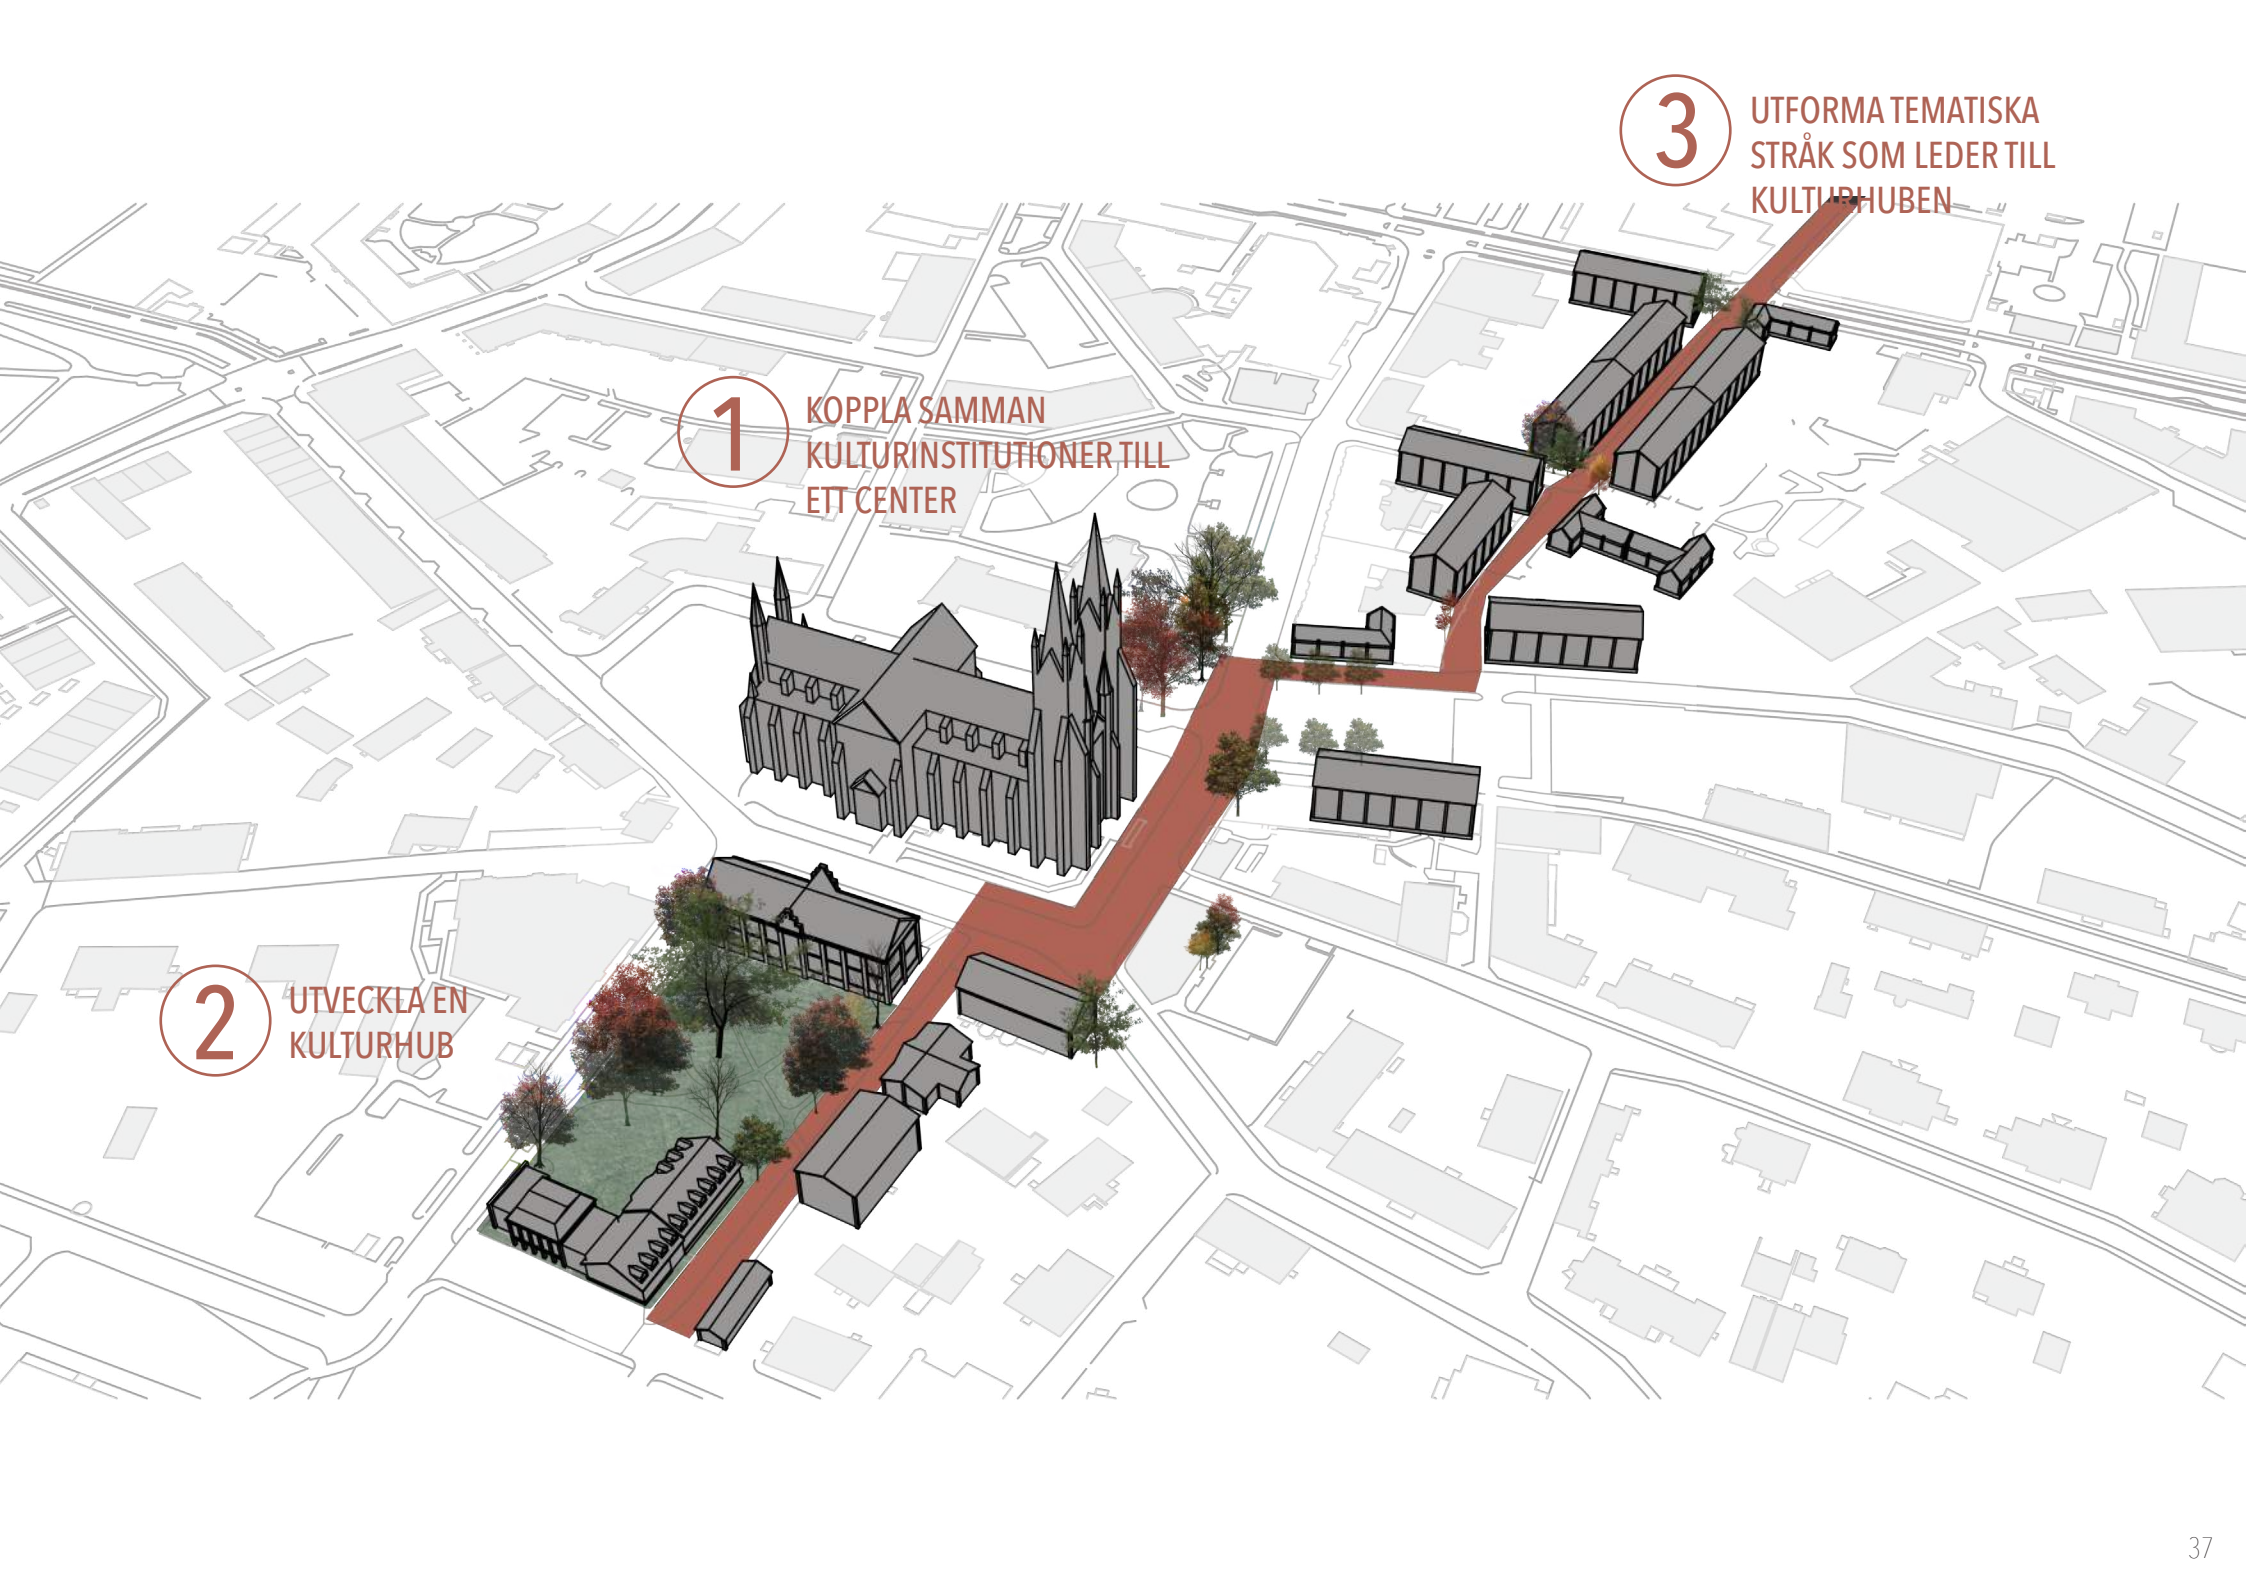 3
UTFORMA TEMATISKA
STRÅK SOM LEDER TILL
KULTURHUBEN
1
KOPPLA SAMMAN
KULTURINSTITUTIONER TILL
ETT CENTER
2
UTVECKLA EN
KULTURHUB
37